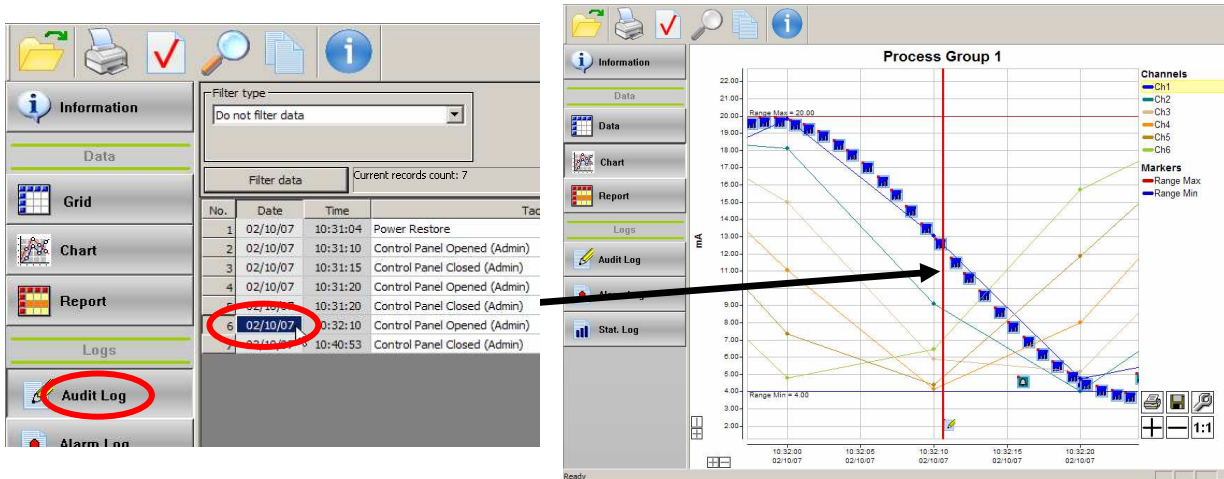 Information
Data
Grid
Chart
Report
Logs
Audit Log
Alarm Log
Filter type
Do not filter data
Filter data
Current records count: 7
No. Date Time Tac
1 02/10/07 10:31:04 Power Restore
2 02/10/07 10:31:10 Control Panel Opened (Admin)
3 02/10/07 10:31:15 Control Panel Closed (Admin)
4 02/10/07 10:31:20 Control Panel Opened (Admin)
5 02/10/07 10:31:20 Control Panel Closed (Admin)
6 02/10/07 10:32:10 Control Panel Opened (Admin)
7 02/10/07 10:40:53 Control Panel Closed (Admin)
Information
Data
Data
Chart
Report
Logs
Audit Log
Stat. Log
Process Group 1
mA
22.00
21.00
20.00
19.00
18.00
17.00
16.00
15.00
14.00
13.00
12.00
11.00
9.00
8.00
7.00
6.00
5.00
4.00
3.00
2.00
Range Max = 20.00
Range Min = 4.00
10:32:00 10:32:05 10:32:10 10:32:15 10:32:20
02/10/07 02/10/07 02/10/07 02/10/07 02/10/07
Channels
Ch1
Ch2
Ch3
Ch4
Ch5
Ch6
Markers
Range Max
Range Min
1:1
Ready